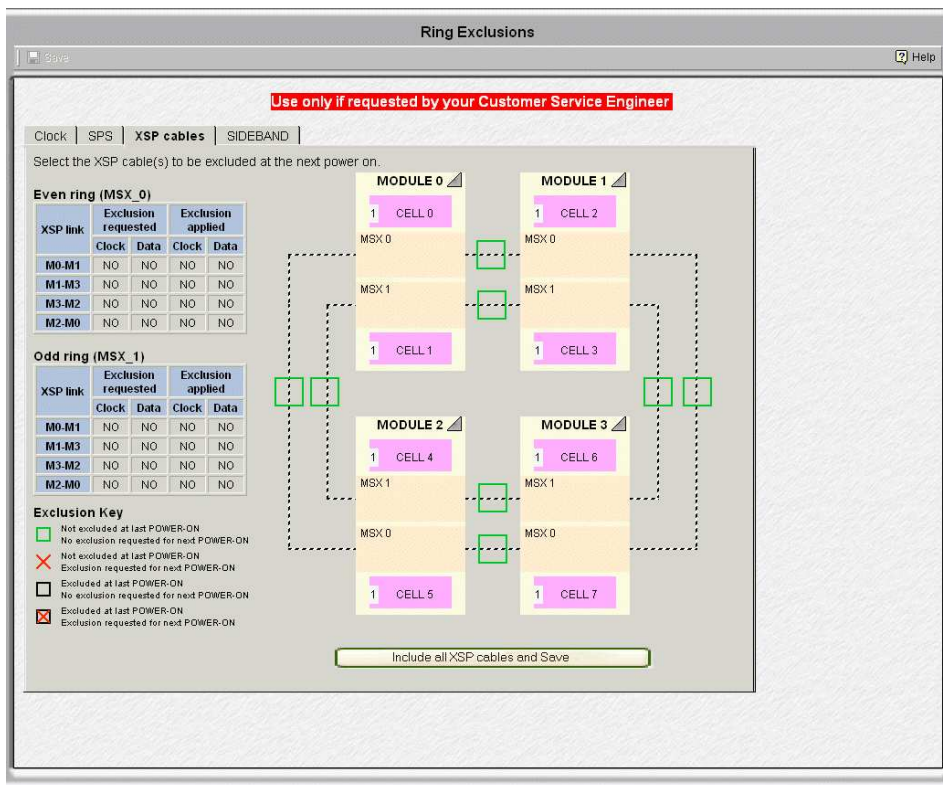 Ring Exclusions
Save
Help
Use only if requested by your Customer Service Engineer
Clock SPS XSP cables SIDEBAND
Select the XSP cable(s) to be excluded at the next power on.
Even ring (MSX_0)
XSP link Exclusion requested Exclusion applied
Clock Data Clock Data
M0-M1 NO NO NO NO
M1-M3 NO NO NO NO
M3-M2 NO NO NO NO
M2-M0 NO NO NO NO
Odd ring (MSX_1)
XSP link Exclusion requested Exclusion applied
Clock Data Clock Data
M0-M1 NO NO NO NO
M1-M3 NO NO NO NO
M3-M2 NO NO NO NO
M2-M0 NO NO NO NO
Exclusion Key
Not excluded at last POWER-ON
No exclusion requested for next POWER-ON
Not excluded at last POWER-ON
Exclusion requested for next POWER-ON
Excluded at last POWER-ON
No exclusion requested for next POWER-ON
Excluded at last POWER-ON
Exclusion requested for next POWER-ON
MODULE 0
1 CELL 0
MSX 0
MSX 1
1 CELL 1
MODULE 1
1 CELL 2
MSX 0
MSX 1
1 CELL 3
MODULE 2
1 CELL 4
MSX 1
MSX 0
1 CELL 5
MODULE 3
1 CELL 6
MSX 1
MSX 0
1 CELL 7
Include all XSP cables and Save